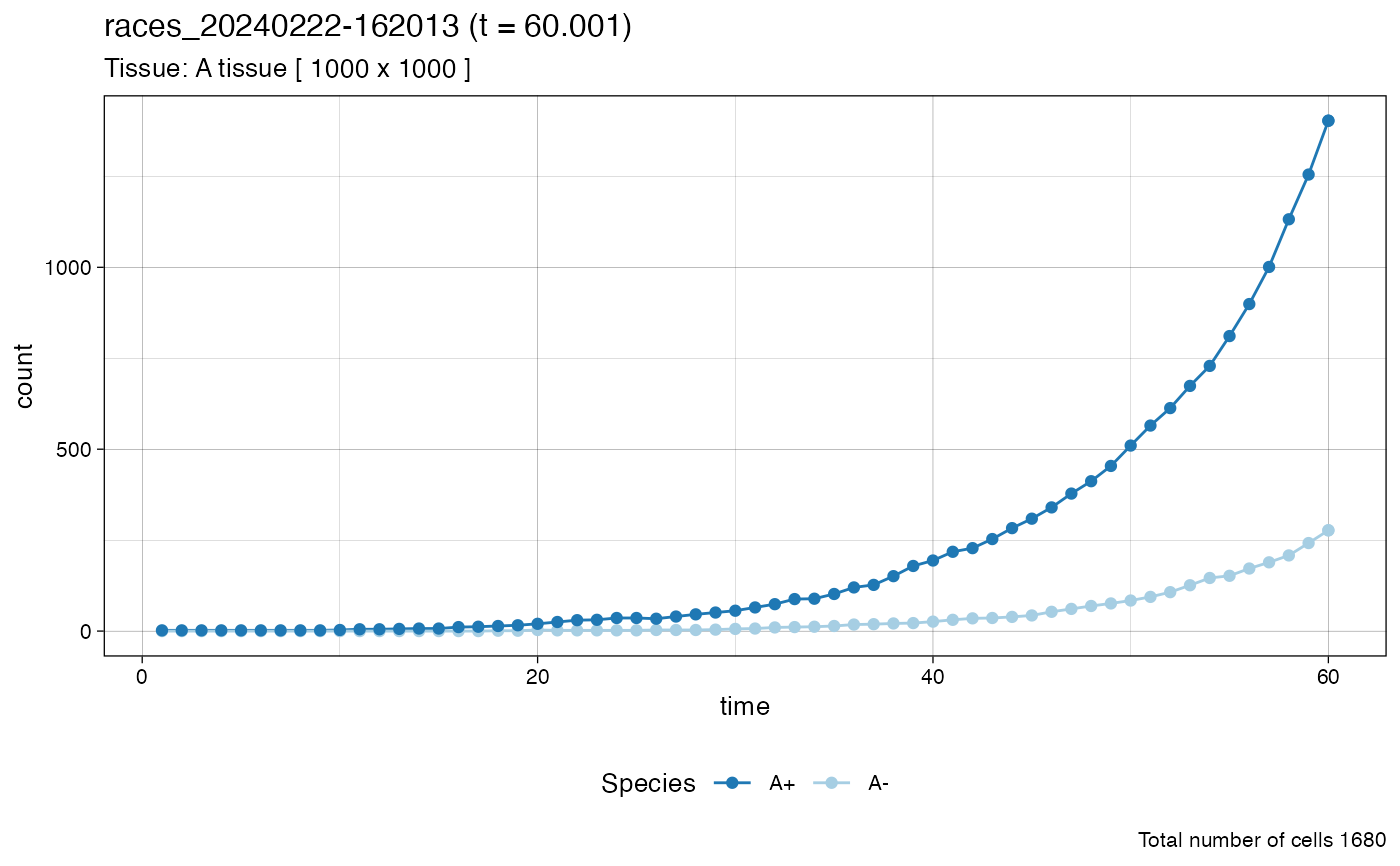 races_20240222-162013 (t = 60.001)
Tissue: A tissue [ 1000 x 1000 ]
count
1000
500
0
0 20 40 60
time
Species A+ A-
Total number of cells 1680